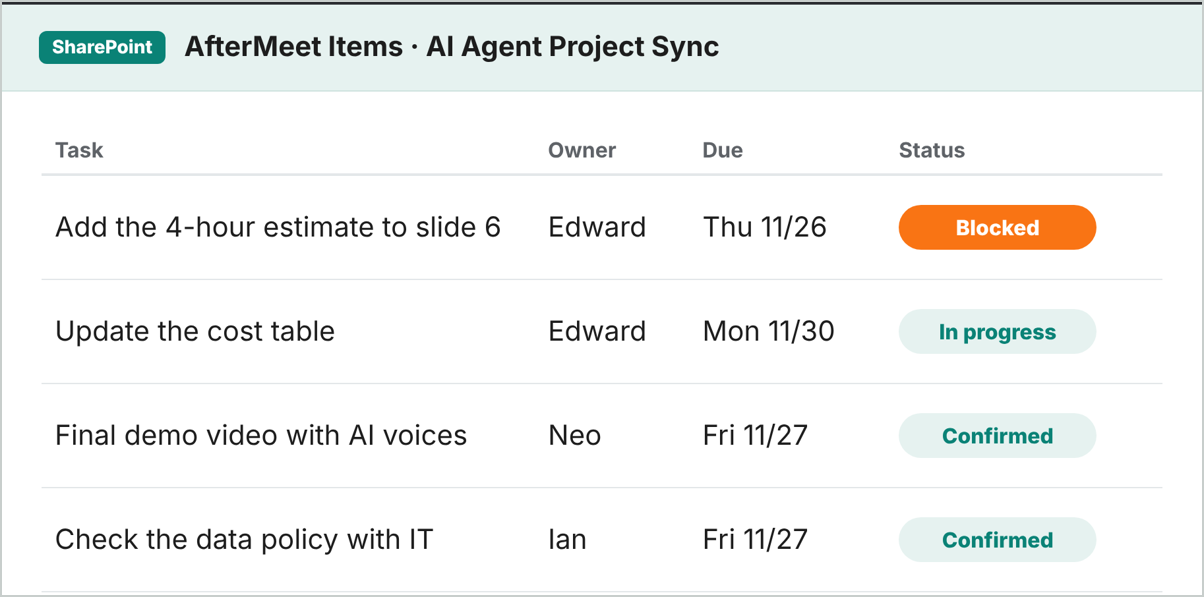 SharePoint AfterMeet Items · AI Agent Project Sync
Task Owner Due Status
Add the 4-hour estimate to slide 6 Edward Thu 11/26 Blocked
Update the cost table Edward Mon 11/30 In progress
Final demo video with AI voices Neo Fri 11/27 Confirmed
Check the data policy with IT Ian Fri 11/27 Confirmed